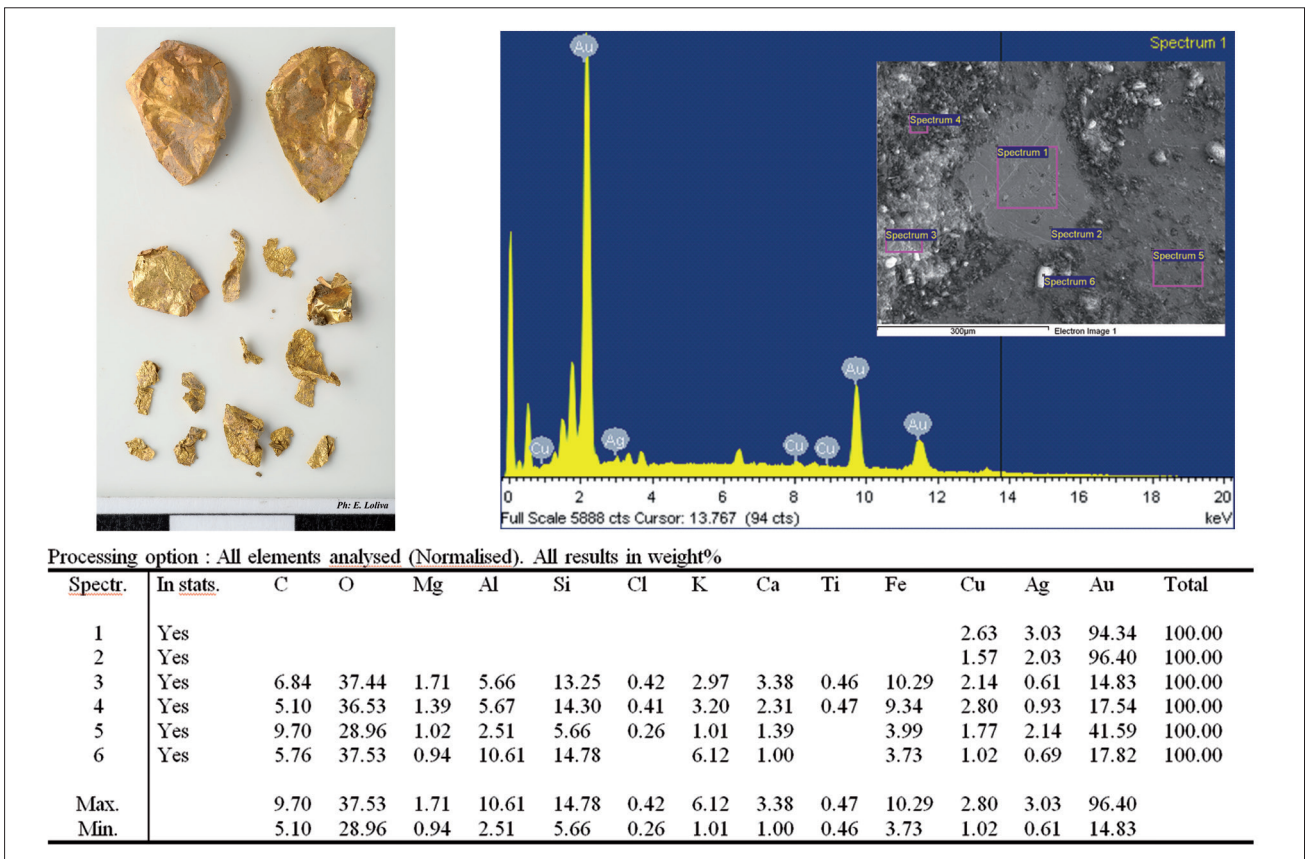 Ph: E. Loliva
Spectrum 1
Au
Au
Au
Cu
Ag
Cu
Cu
Spectrum 4
Spectrum 1
Spectrum 3
Spectrum 2
Spectrum 5
Spectrum 6
300µm Electron Image 1
0 2 4 6 8 10 12 14 16 18 20
Full Scale 5888 cts Cursor: 13.767 (94 cts) keV
Processing option : All elements analysed (Normalised). All results in weight%
Spectr. In stats. C O Mg Al Si Cl K Ca Ti Fe Cu Ag Au Total
1 Yes 2.63 3.03 94.34 100.00
2 Yes 1.57 2.03 96.40 100.00
3 Yes 6.84 37.44 1.71 5.66 13.25 0.42 2.97 3.38 0.46 10.29 2.14 0.61 14.83 100.00
4 Yes 5.10 36.53 1.39 5.67 14.30 0.41 3.20 2.31 0.47 9.34 2.80 0.93 17.54 100.00
5 Yes 9.70 28.96 1.02 2.51 5.66 0.26 1.01 1.39 3.99 1.77 2.14 41.59 100.00
6 Yes 5.76 37.53 0.94 10.61 14.78 6.12 1.00 3.73 1.02 0.69 17.82 100.00
Max. 9.70 37.53 1.71 10.61 14.78 0.42 6.12 3.38 0.47 10.29 2.80 3.03 96.40
Min. 5.10 28.96 0.94 2.51 5.66 0.26 1.01 1.00 0.46 3.73 1.02 0.61 14.83